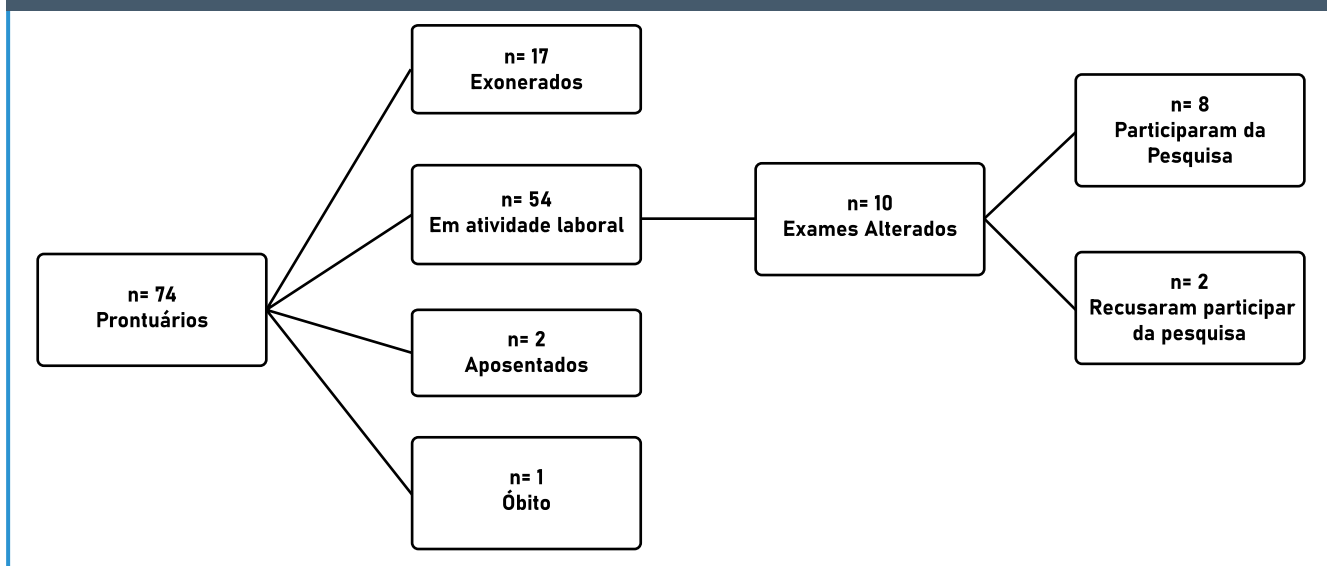 n= 74
Prontuários
n= 17
Exonerados
n= 54
Em atividade laboral
n= 2
Aposentados
n= 1
Óbito
n= 10
Exames Alterados
n= 8
Participaram da
Pesquisa
n= 2
Recusaram participar
da pesquisa